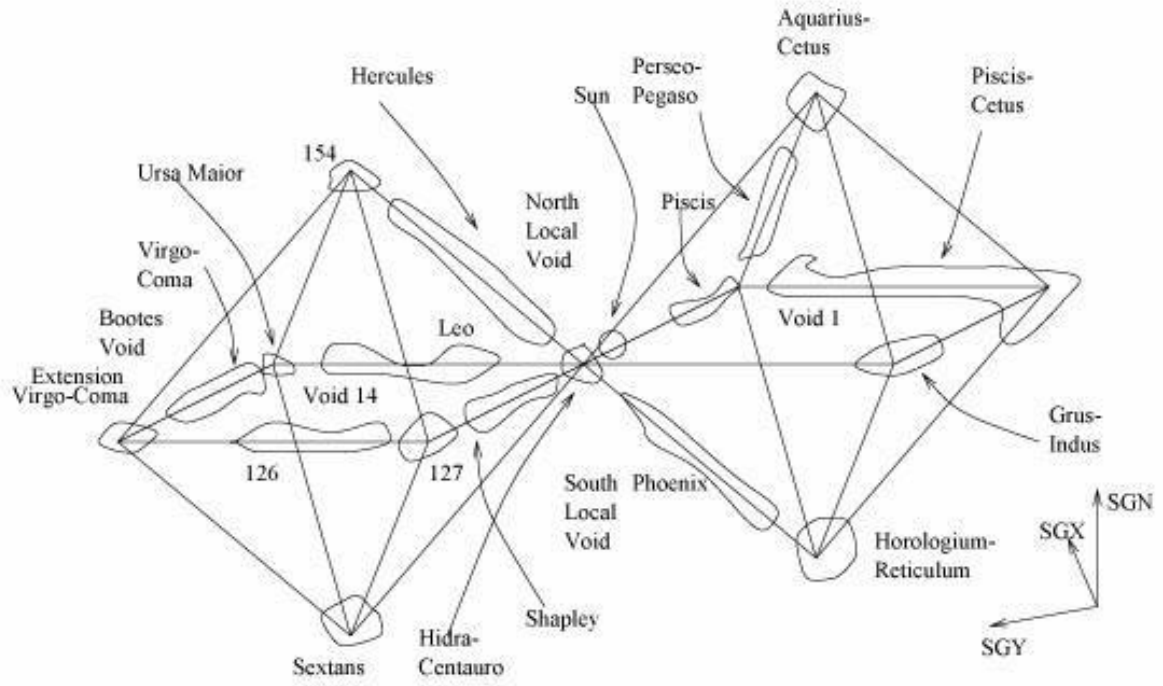 Aquarius-
Cetus
Hercules
Perseo-
Pegaso
Sun
Piscis-
Cetus
154
Ursa Maior
North
Local
Void
Piscis
Virgo-
Coma
Bootes
Void
Leo
Void 1
Extension
Virgo-Coma
Void 14
Grus-
Indus
126
127
South Phoenix
Local
Void
SGN
SGX
Horologium-
Reticulum
Shapley
Hidra-
Centauro
SGY
Sextans